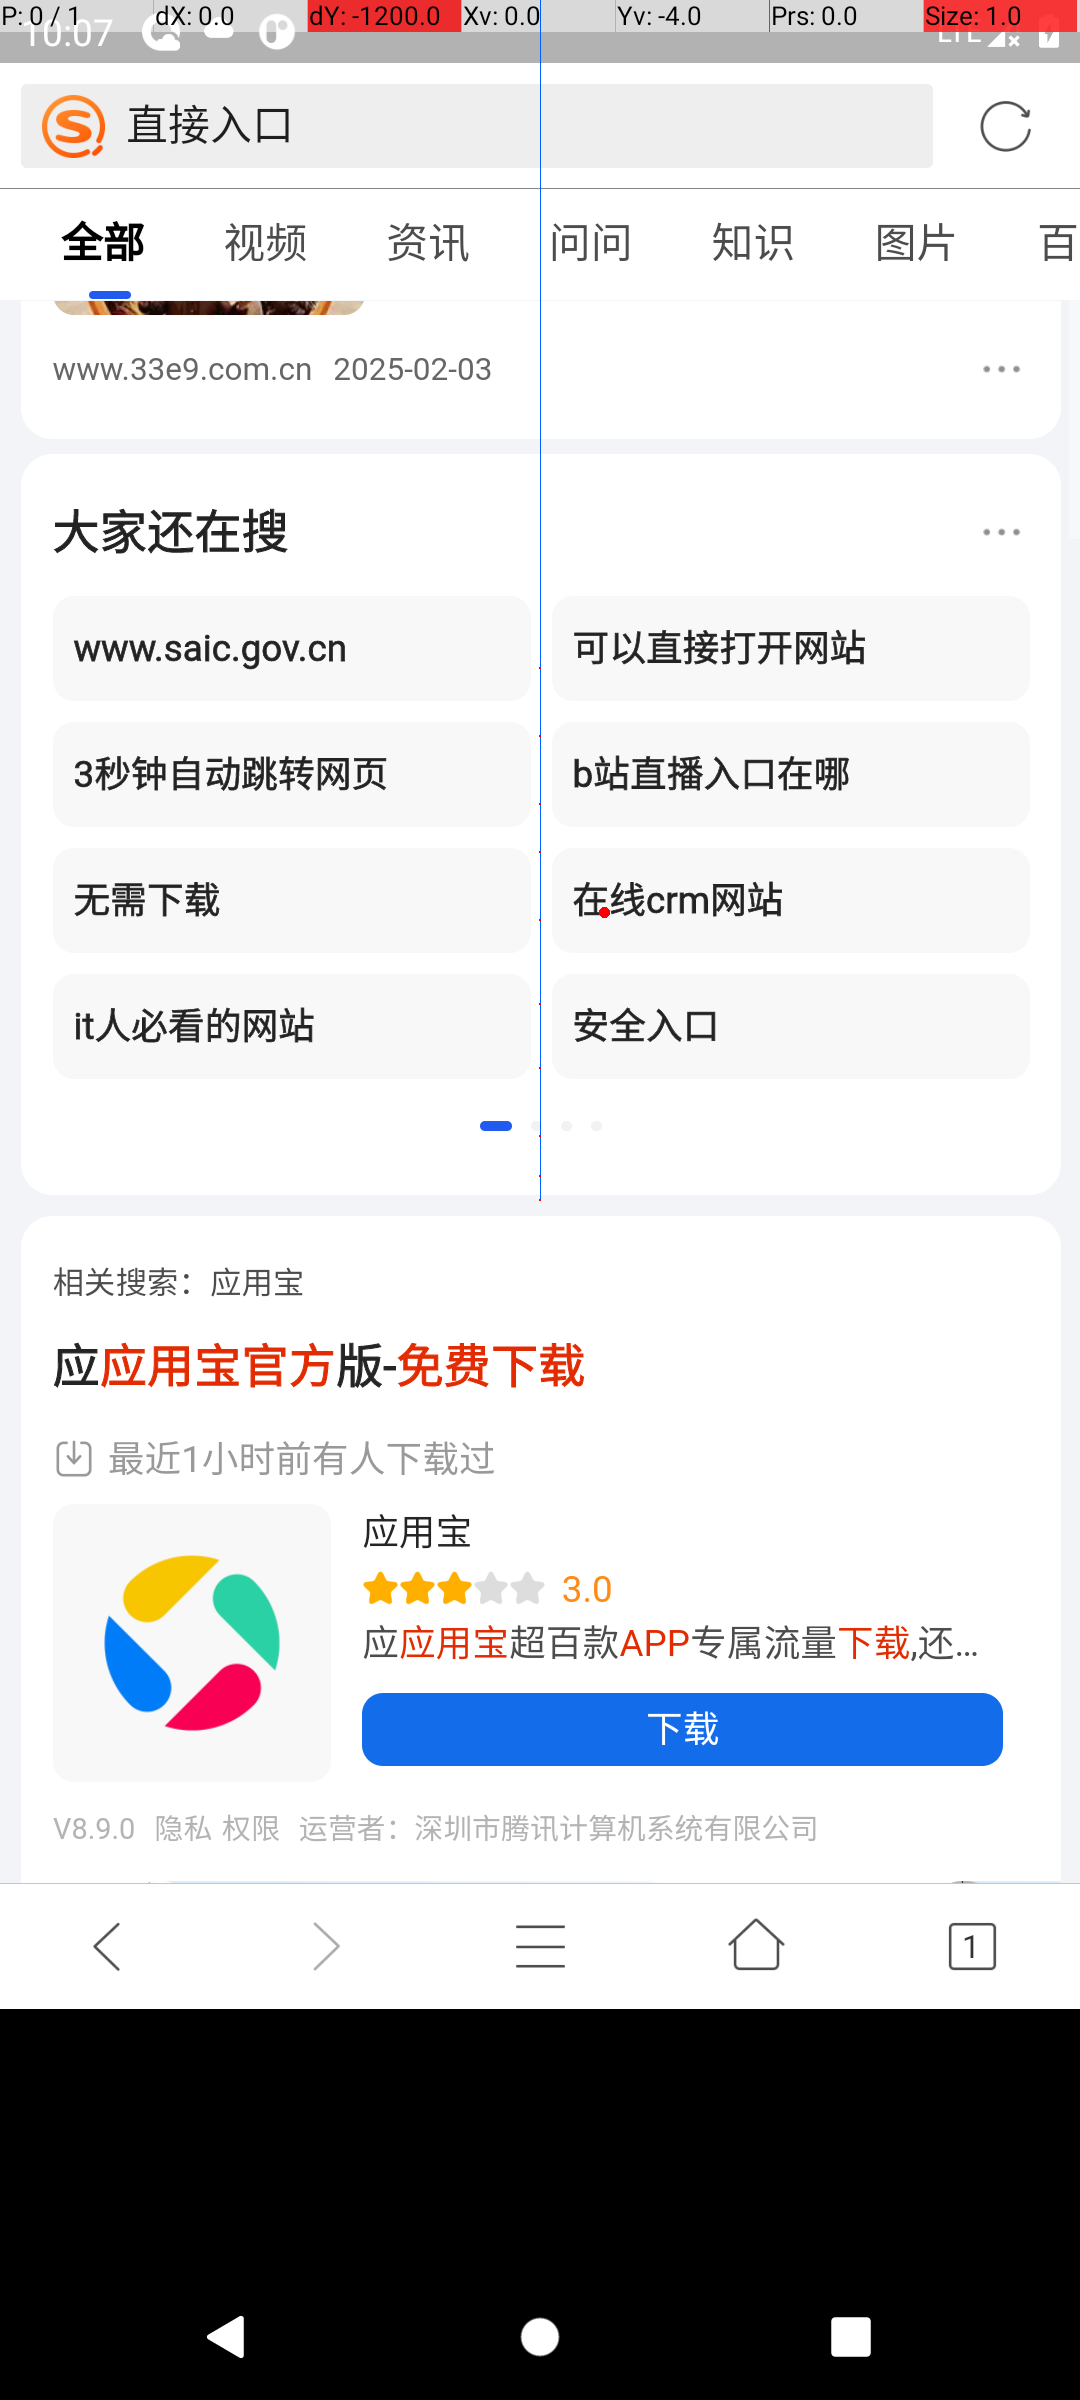 P: 0 / 1 dX: 0.0 dY: -1200.0 Xv: 0.0 Yv: -4.0 Prs: 0.0 Size: 1.0
10:07 LTE
直接入口
全部 视频 资讯 问问 知识 图片 百
www.33e9.com.cn 2025-02-03
大家还在搜
www.saic.gov.cn 可以直接打开网站
3秒钟自动跳转网页 b站直播入口在哪
无需下载 在线crm网站
it人必看的网站 安全入口
相关搜索：应用宝
应应用宝官方版-免费下载
最近1小时前有人下载过
应用宝
3.0
应应用宝超百款APP专属流量下载,还...
下载
V8.9.0 隐私 权限 运营者：深圳市腾讯计算机系统有限公司
1